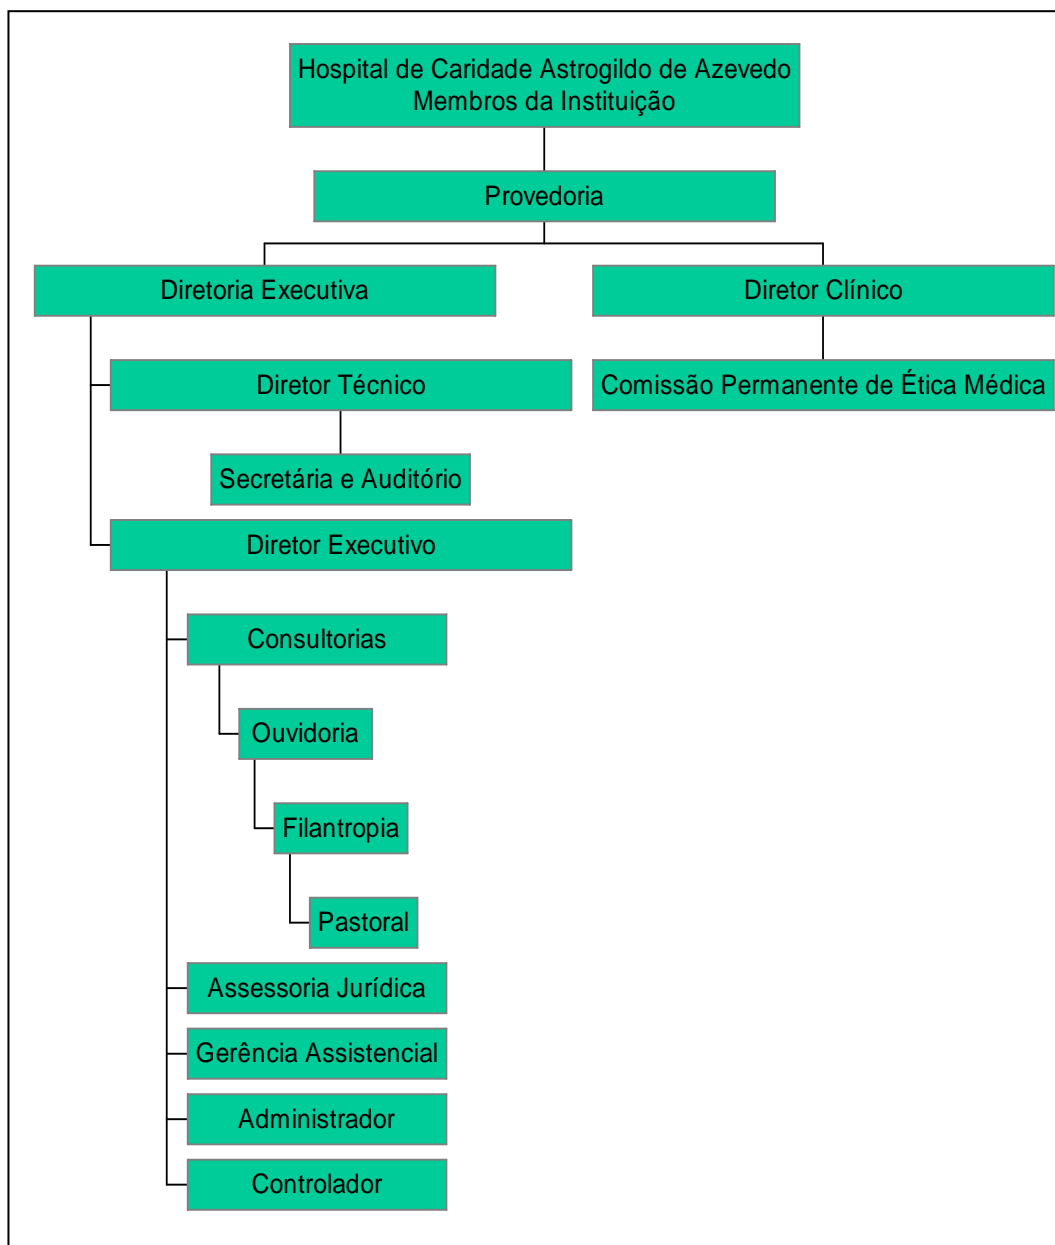 Hospital de Caridade Astrogildo de Azevedo
Membros da Instituição
Provedoria
Diretoria Executiva
Diretor Clínico
Diretor Técnico
Comissão Permanente de Ética Médica
Secretária e Auditório
Diretor Executivo
Consultorias
Ouvidoria
Filantropia
Pastoral
Assessoria Jurídica
Gerência Assistencial
Administrador
Controlador